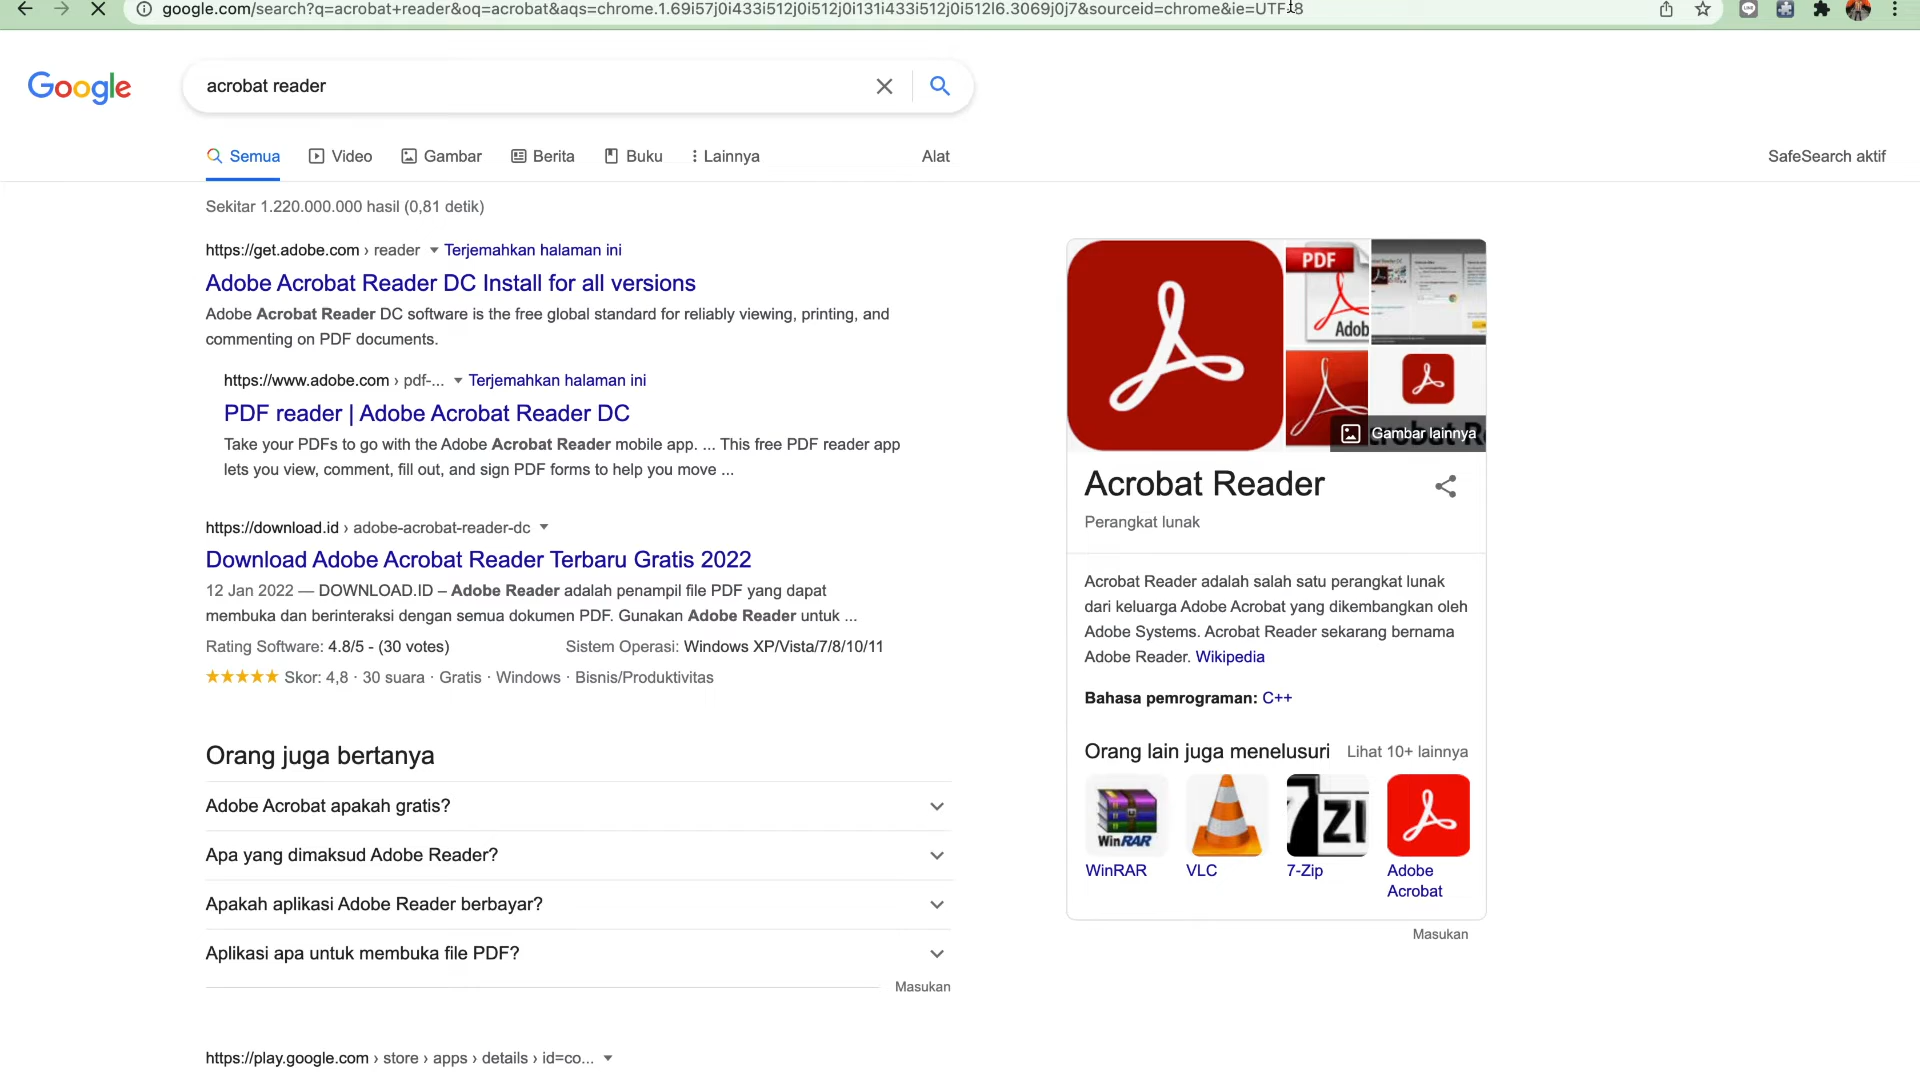 google.com/search?q=acrobat+reader&oq=acrobat&aqs=chrome.1.69i57j0i433i512j0i512j0i131i433i512j0i512l6.3069j0j7&sourceid=chrome&ie=UTF-8
Google
acrobat reader
Semua
Video
Gambar
Berita
Buku
Lainnya
Alat
SafeSearch aktif
Sekitar 1.220.000.000 hasil (0,81 detik)
https://get.adobe.com › reader Terjemahkan halaman ini
Adobe Acrobat Reader DC Install for all versions
Adobe Acrobat Reader DC software is the free global standard for reliably viewing, printing, and
commenting on PDF documents.
https://www.adobe.com › pdf-... Terjemahkan halaman ini
PDF reader | Adobe Acrobat Reader DC
Take your PDFs to go with the Adobe Acrobat Reader mobile app. ... This free PDF reader app
lets you view, comment, fill out, and sign PDF forms to help you move ...
https://download.id › adobe-acrobat-reader-dc
Download Adobe Acrobat Reader Terbaru Gratis 2022
12 Jan 2022 — DOWNLOAD.ID – Adobe Reader adalah penampil file PDF yang dapat
membuka dan berinteraksi dengan semua dokumen PDF. Gunakan Adobe Reader untuk ...
Rating Software: 4.8/5 - (30 votes) Sistem Operasi: Windows XP/Vista/7/8/10/11
★★★★★ Skor: 4,8 · 30 suara · Gratis · Windows · Bisnis/Produktivitas
Orang juga bertanya
Adobe Acrobat apakah gratis?
Apa yang dimaksud Adobe Reader?
Apakah aplikasi Adobe Reader berbayar?
Aplikasi apa untuk membuka file PDF?
Masukan
https://play.google.com › store › apps › details › id=co...
PDF
Adob
Gambar lainnya
Acrobat Reader
Perangkat lunak
Acrobat Reader adalah salah satu perangkat lunak
dari keluarga Adobe Acrobat yang dikembangkan oleh
Adobe Systems. Acrobat Reader sekarang bernama
Adobe Reader. Wikipedia
Bahasa pemrograman: C++
Orang lain juga menelusuri Lihat 10+ lainnya
WinRAR
7ZI
WinRAR
VLC
7-Zip
Adobe
Acrobat
Masukan